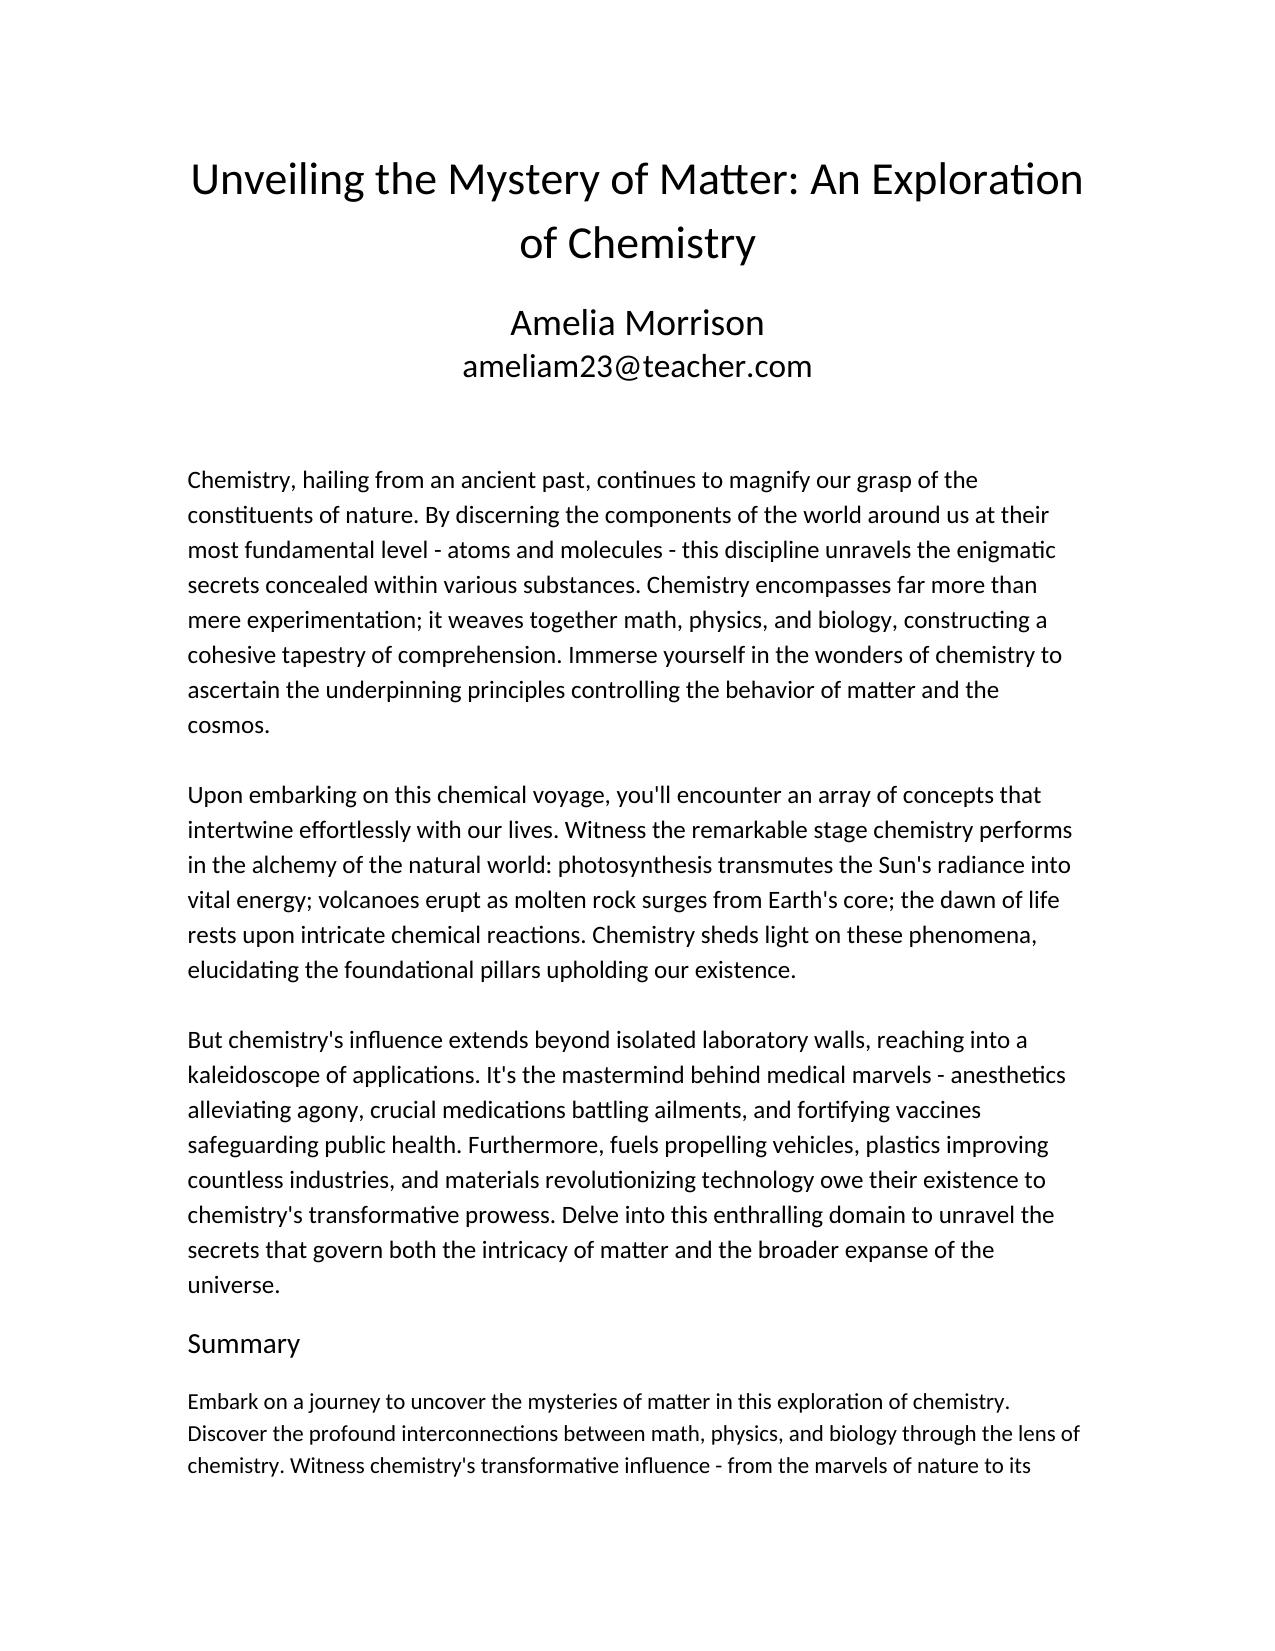 Unveiling the Mystery of Matter: An Exploration
of Chemistry
Amelia Morrison
ameliam23@teacher.com
Chemistry, hailing from an ancient past, continues to magnify our grasp of the
constituents of nature. By discerning the components of the world around us at their
most fundamental level - atoms and molecules - this discipline unravels the enigmatic
secrets concealed within various substances. Chemistry encompasses far more than
mere experimentation; it weaves together math, physics, and biology, constructing a
cohesive tapestry of comprehension. Immerse yourself in the wonders of chemistry to
ascertain the underpinning principles controlling the behavior of matter and the
cosmos.
Upon embarking on this chemical voyage, you'll encounter an array of concepts that
intertwine effortlessly with our lives. Witness the remarkable stage chemistry performs
in the alchemy of the natural world: photosynthesis transmutes the Sun's radiance into
vital energy; volcanoes erupt as molten rock surges from Earth's core; the dawn of life
rests upon intricate chemical reactions. Chemistry sheds light on these phenomena,
elucidating the foundational pillars upholding our existence.
But chemistry's influence extends beyond isolated laboratory walls, reaching into a
kaleidoscope of applications. It's the mastermind behind medical marvels - anesthetics
alleviating agony, crucial medications battling ailments, and fortifying vaccines
safeguarding public health. Furthermore, fuels propelling vehicles, plastics improving
countless industries, and materials revolutionizing technology owe their existence to
chemistry's transformative prowess. Delve into this enthralling domain to unravel the
secrets that govern both the intricacy of matter and the broader expanse of the
universe.
Summary
Embark on a journey to uncover the mysteries of matter in this exploration of chemistry.
Discover the profound interconnections between math, physics, and biology through the lens of
chemistry. Witness chemistry's transformative influence - from the marvels of nature to its